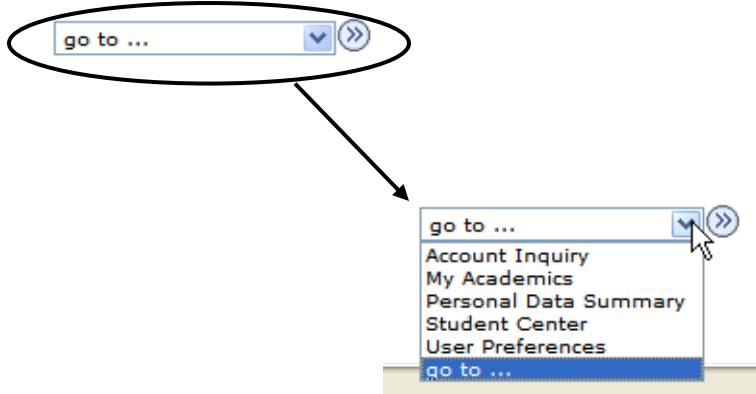 go to ...
go to ...
Account Inquiry
My Academics
Personal Data Summary
Student Center
User Preferences
go to ...